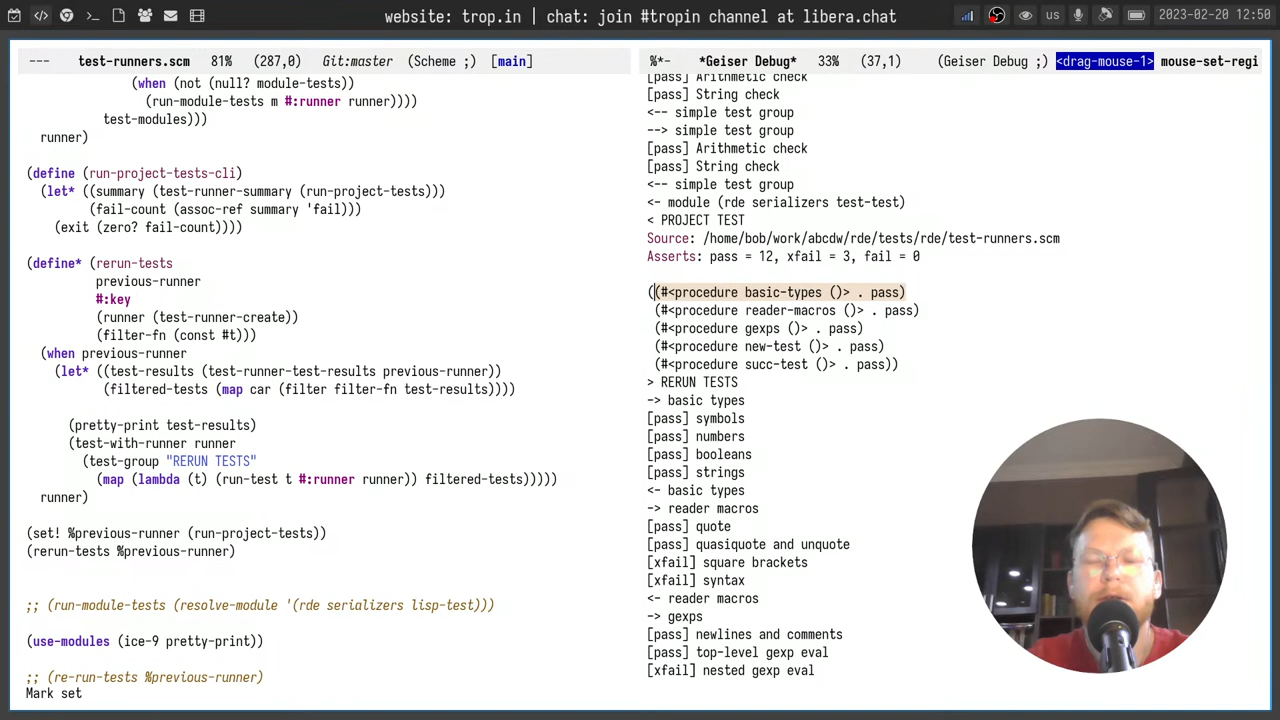 website: trop.in | chat: join #tropin channel at libera.chat
us
2023-02-20 12:50
--- test-runners.scm 81% (287,0) Git:master (Scheme ;) [main]
(when (not (null? module-tests))
(run-module-tests m #:runner runner))))
test-modules)))
runner)
(define (rerun-project-tests-cli)
(let* ((summary (test-runner-summary (run-project-tests)))
(fail-count (assoc-ref summary 'fail)))
(exit (zero? fail-count))))
(define* (rerun-tests
previous-runner
#:key
(runner (test-runner-create))
(filter-fn (const #t)))
(when previous-runner
(let* ((test-results (test-runner-test-results previous-runner))
(filtered-tests (map car (filter filter-fn test-results))))
(pretty-print test-results)
(test-with-runner runner
(test-group "RERUN TESTS"
(map (lambda (t) (run-test t #:runner runner)) filtered-tests)))))
runner)
(set! %previous-runner (run-project-tests))
(rerun-tests %previous-runner)
;; (run-module-tests (resolve-module '(rde serializers lisp-test)))
(use-modules (ice-9 pretty-print))
;; (re-run-tests %previous-runner)
Mark set
%*- *Geiser Debug* 33% (37,1) (Geiser Debug ;) <drag-mouse-1> mouse-set-regi
[pass] Arithmetic check
[pass] String check
<-- simple test group
--> simple test group
[pass] Arithmetic check
[pass] String check
<-- simple test group
<- module (rde serializers test-test)
< PROJECT TEST
Source: /home/bob/work/abcdw/rde/tests/rde/test-runners.scm
Asserts: pass = 12, xfail = 3, fail = 0
((#<procedure basic-types ()> . pass)
(#<procedure reader-macros ()> . pass)
(#<procedure gexps ()> . pass)
(#<procedure new-test ()> . pass)
(#<procedure succ-test ()> . pass))
> RERUN TESTS
-> basic types
[pass] symbols
[pass] numbers
[pass] booleans
[pass] strings
<- basic types
-> reader macros
[pass] quote
[pass] quasiquote and unquote
[xfail] square brackets
[xfail] syntax
<- reader macros
-> gexps
[pass] newlines and comments
[pass] top-level gexp eval
[xfail] nested gexp eval